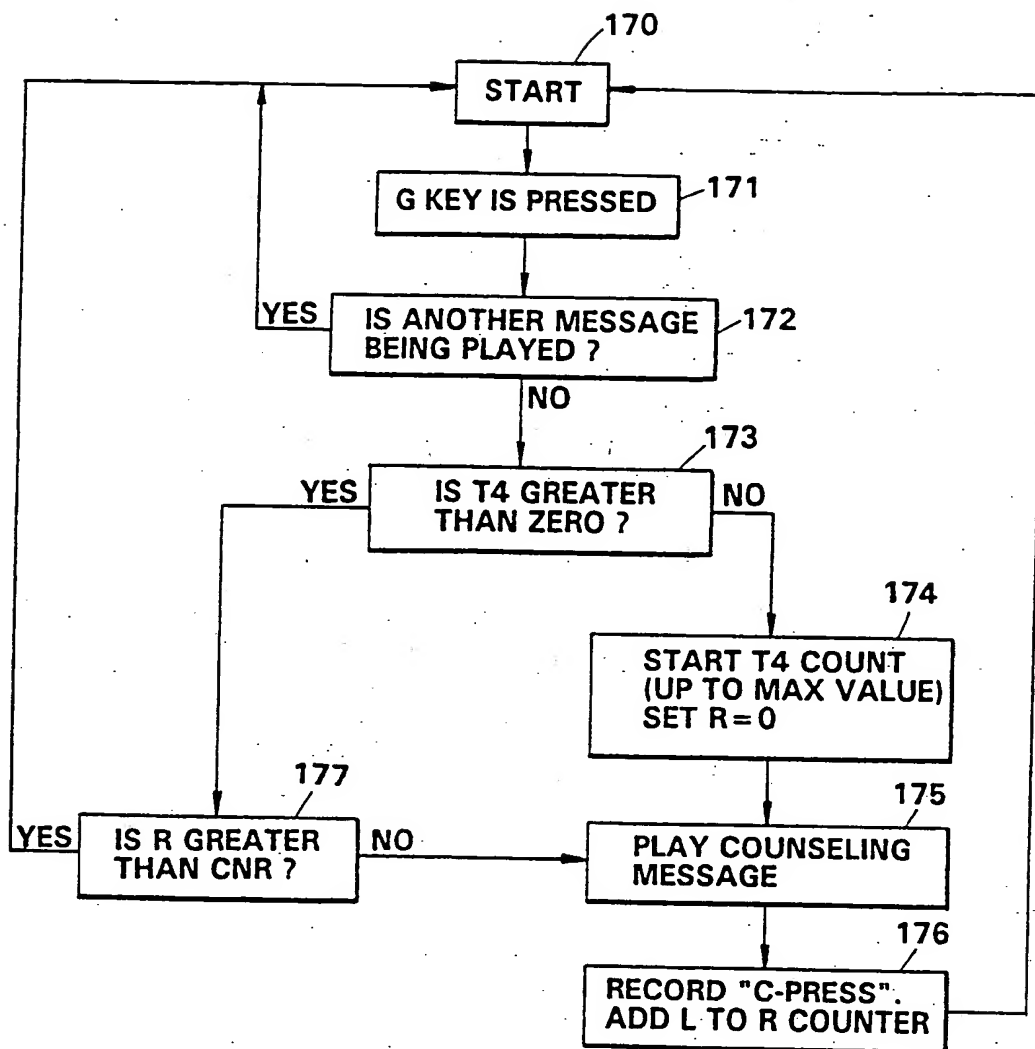 170
START
171
G KEY IS PRESSED
YES
IS ANOTHER MESSAGE
BEING PLAYED ?
172
NO
173
YES
IS T4 GREATER
THAN ZERO ?
NO
174
START T4 COUNT
(UP TO MAX VALUE)
SET R=0
177
175
YES
IS R GREATER
THAN CNR ?
NO
PLAY COUNSELING
MESSAGE
176
RECORD "C-PRESS".
ADD L TO R COUNTER